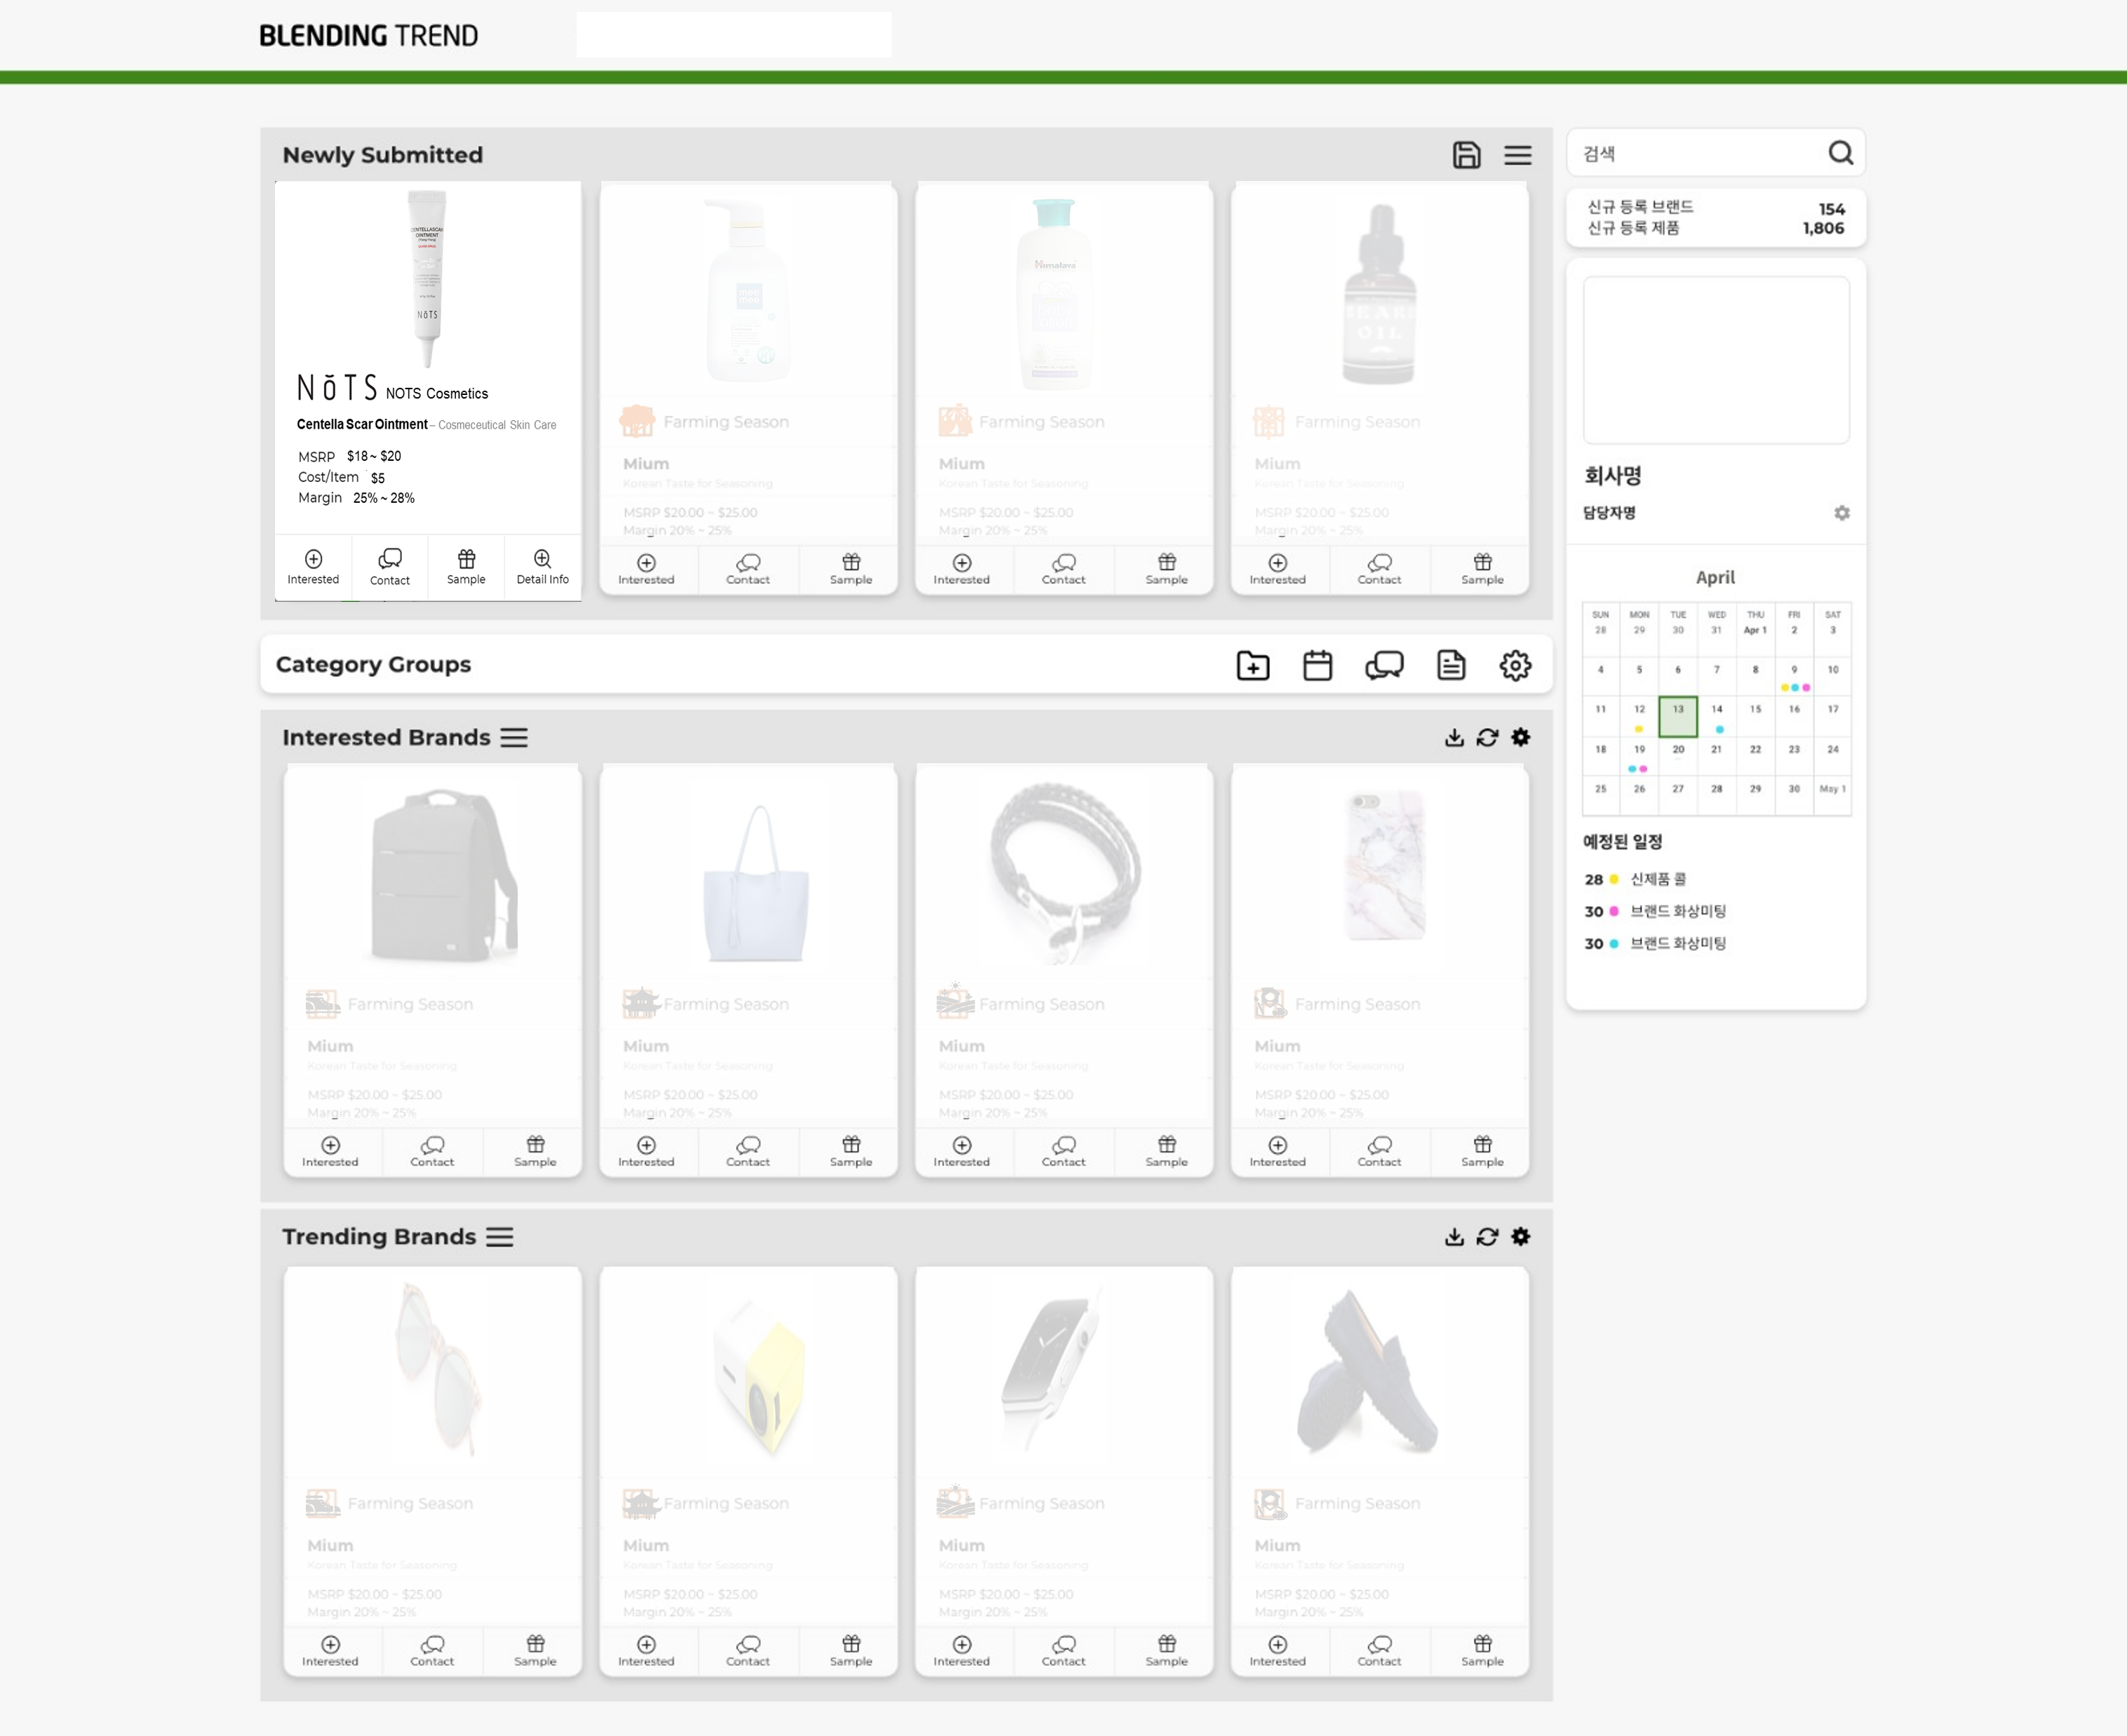 BLENDING TREND
Newly Submitted
CENTELLASCAR
OINTMENT
NōTS
NōTS NOTS Cosmetics
Centella Scar Ointment – Cosmeceutical Skin Care
MSRP $18 ~ $20
Cost/Item $5
Margin 25% ~ 28%
Interested Contact Sample Detail Info
mee
mee
Farming Season
Mium
Korean Taste for Seasoning
MSRP $20.00 ~ $25.00
Margin 20% ~ 25%
Interested Contact Sample
Himalaya
Farming Season
Mium
Korean Taste for Seasoning
MSRP $20.00 ~ $25.00
Margin 20% ~ 25%
Interested Contact Sample
BEARD
OIL
Farming Season
Mium
Korean Taste for Seasoning
MSRP $20.00 ~ $25.00
Margin 20% ~ 25%
Interested Contact Sample
Category Groups
Interested Brands
Farming Season
Mium
Korean Taste for Seasoning
MSRP $20.00 ~ $25.00
Margin 20% ~ 25%
Interested Contact Sample
Farming Season
Mium
Korean Taste for Seasoning
MSRP $20.00 ~ $25.00
Margin 20% ~ 25%
Interested Contact Sample
Farming Season
Mium
Korean Taste for Seasoning
MSRP $20.00 ~ $25.00
Margin 20% ~ 25%
Interested Contact Sample
Farming Season
Mium
Korean Taste for Seasoning
MSRP $20.00 ~ $25.00
Margin 20% ~ 25%
Interested Contact Sample
Trending Brands
Farming Season
Mium
Korean Taste for Seasoning
MSRP $20.00 ~ $25.00
Margin 20% ~ 25%
Interested Contact Sample
Farming Season
Mium
Korean Taste for Seasoning
MSRP $20.00 ~ $25.00
Margin 20% ~ 25%
Interested Contact Sample
Farming Season
Mium
Korean Taste for Seasoning
MSRP $20.00 ~ $25.00
Margin 20% ~ 25%
Interested Contact Sample
Farming Season
Mium
Korean Taste for Seasoning
MSRP $20.00 ~ $25.00
Margin 20% ~ 25%
Interested Contact Sample
검색
신규 등록 브랜드 154
신규 등록 제품 1,806
회사명
담당자명
April
SUN MON TUE WED THU FRI SAT
28 29 30 31 Apr 1 2 3
4 5 6 7 8 9 10
11 12 13 14 15 16 17
18 19 20 21 22 23 24
25 26 27 28 29 30 May 1
예정된 일정
28 신제품 콜
30 브랜드 화상미팅
30 브랜드 화상미팅